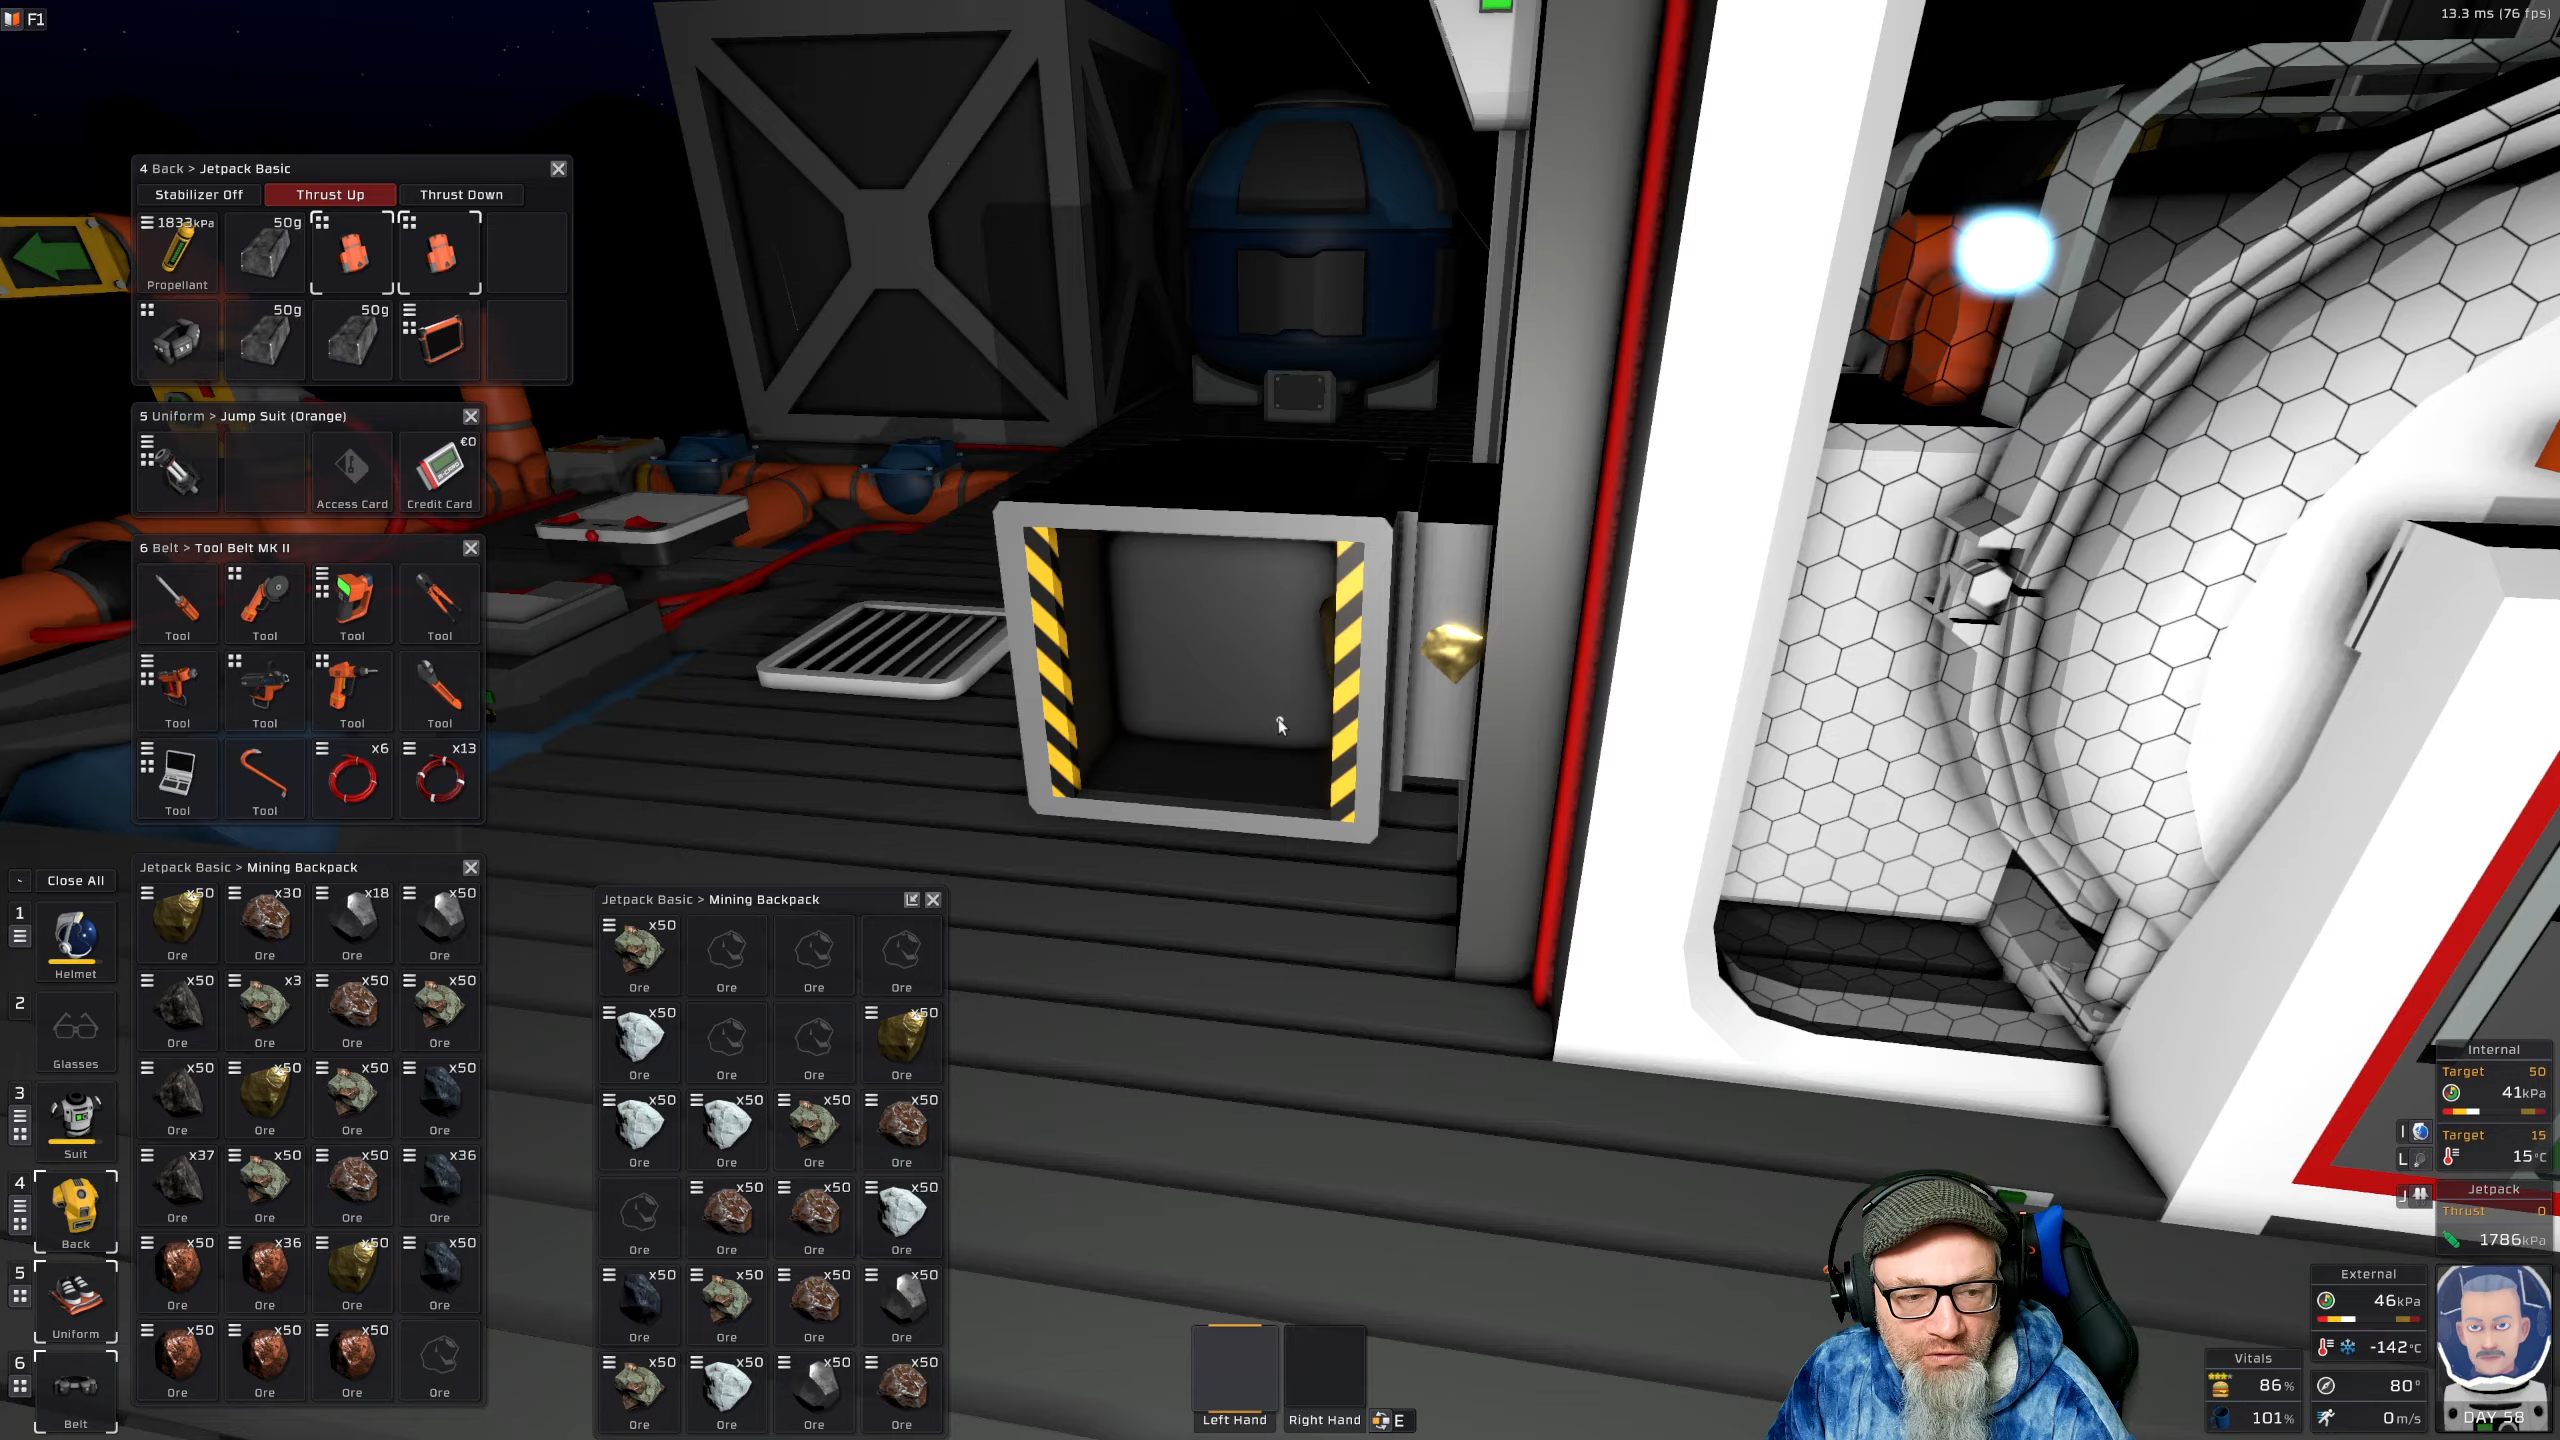 F1
13.3 ms (76 fps)
4 Back > Jetpack Basic
Stabilizer Off Thrust Up Thrust Down
1833kPa 50g
Propellant
50g 50g
5 Uniform > Jump Suit (Orange)
€0
Access Card Credit Card
6 Belt > Tool Belt MK II
Tool Tool Tool Tool
Tool Tool Tool Tool
x6 x13
Tool Tool
~ Close All
1
Helmet
2
Glasses
3
Suit
4
Back
5
Uniform
6
Belt
Jetpack Basic > Mining Backpack
x50 x30 x18 x50
Ore Ore Ore Ore
x50 x3 x50 x50
Ore Ore Ore Ore
x50 x50 x50 x50
Ore Ore Ore Ore
x37 x50 x50 x36
Ore Ore Ore Ore
x50 x36 x50 x50
Ore Ore Ore Ore
x50 x50 x50
Ore Ore Ore Ore
Jetpack Basic > Mining Backpack
x50
Ore Ore Ore Ore
x50 x50
Ore Ore Ore Ore
x50 x50 x50 x50
Ore Ore Ore Ore
x50 x50 x50
Ore Ore Ore Ore
x50 x50 x50 x50
Ore Ore Ore Ore
x50 x50 x50 x50
Ore Ore Ore Ore
Left Hand Right Hand E
Internal
Target 50
41kPa
I
Target 15
L 15°C
J Jetpack
Thrust 0
1786kPa
External
46kPa
-142°C
80°
0m/s
Vitals
86%
101%
DAY 58